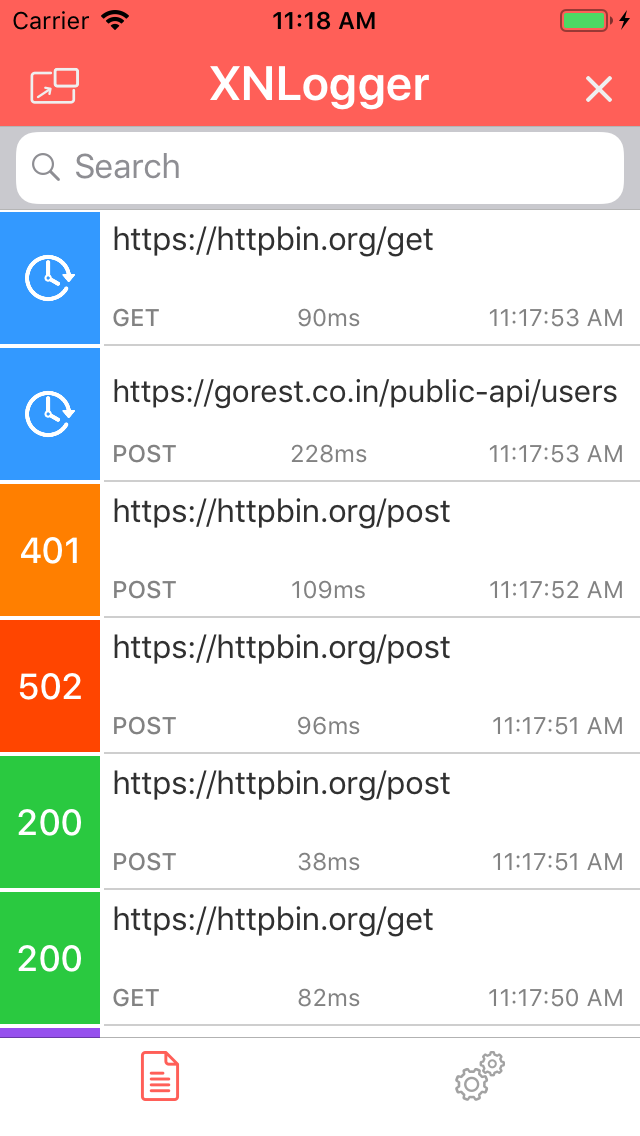 Carrier 11:18 AM
XNLogger
Search
https://httpbin.org/get
GET 90ms 11:17:53 AM
https://gorest.co.in/public-api/users
POST 228ms 11:17:53 AM
401
https://httpbin.org/post
POST 109ms 11:17:52 AM
502
https://httpbin.org/post
POST 96ms 11:17:51 AM
200
https://httpbin.org/post
POST 38ms 11:17:51 AM
200
https://httpbin.org/get
GET 82ms 11:17:50 AM